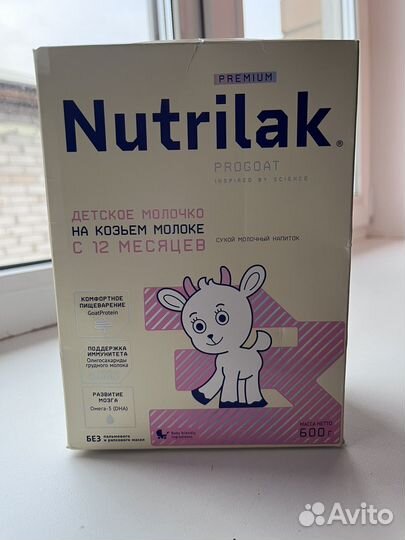 PREMIUM
Nutrilak®
PROGOAT
INSPIRED BY SCIENCE
ДЕТСКОЕ МОЛОЧКО
НА КОЗЬЕМ МОЛОКЕ
С 12 МЕСЯЦЕВ
СУХОЙ МОЛОЧНЫЙ НАПИТОК
КОМФОРТНОЕ
ПИЩЕВАРЕНИЕ
GoatProtein
ПОДДЕРЖКА
ИММУНИТЕТА
Олигосахариды
грудного молока
РАЗВИТИЕ
МОЗГА
Омега-3 (DHA)
БЕЗ пальмового
и рапсового масел
3
МАССА НЕТТО
600 г
Avito